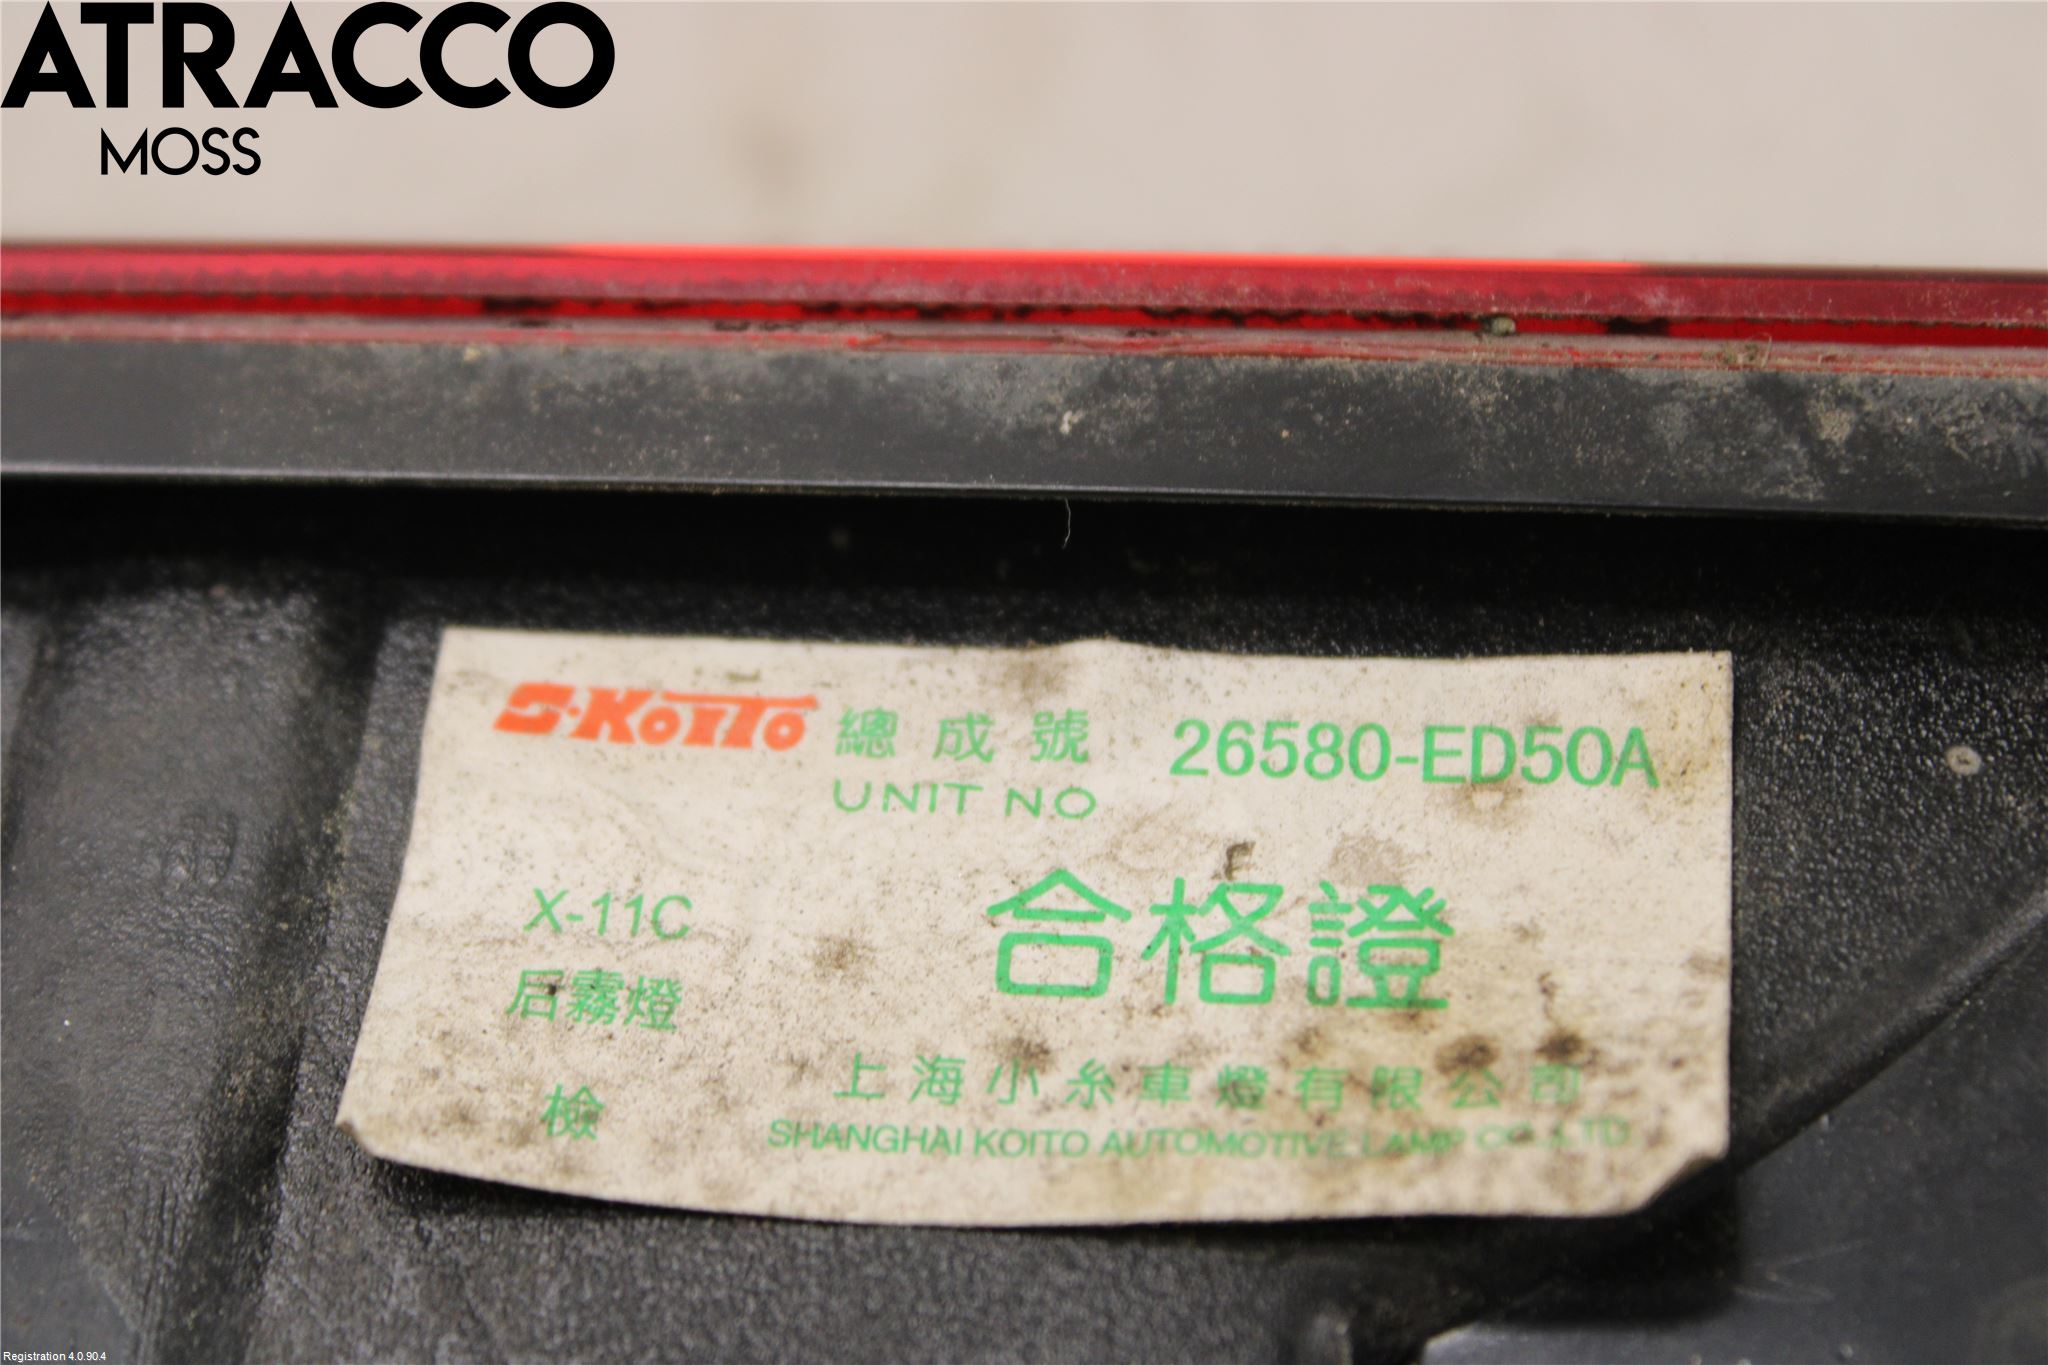 ATRACCO
MOSS
S·KOITO 總成號 26580-ED50A
UNIT NO
X-11C
合格證
后霧燈
檢
上海小糸車燈有限公司
SHANGHAI KOITO AUTOMOTIVE LAMP CO.,LTD
Registration 4.0.90.4